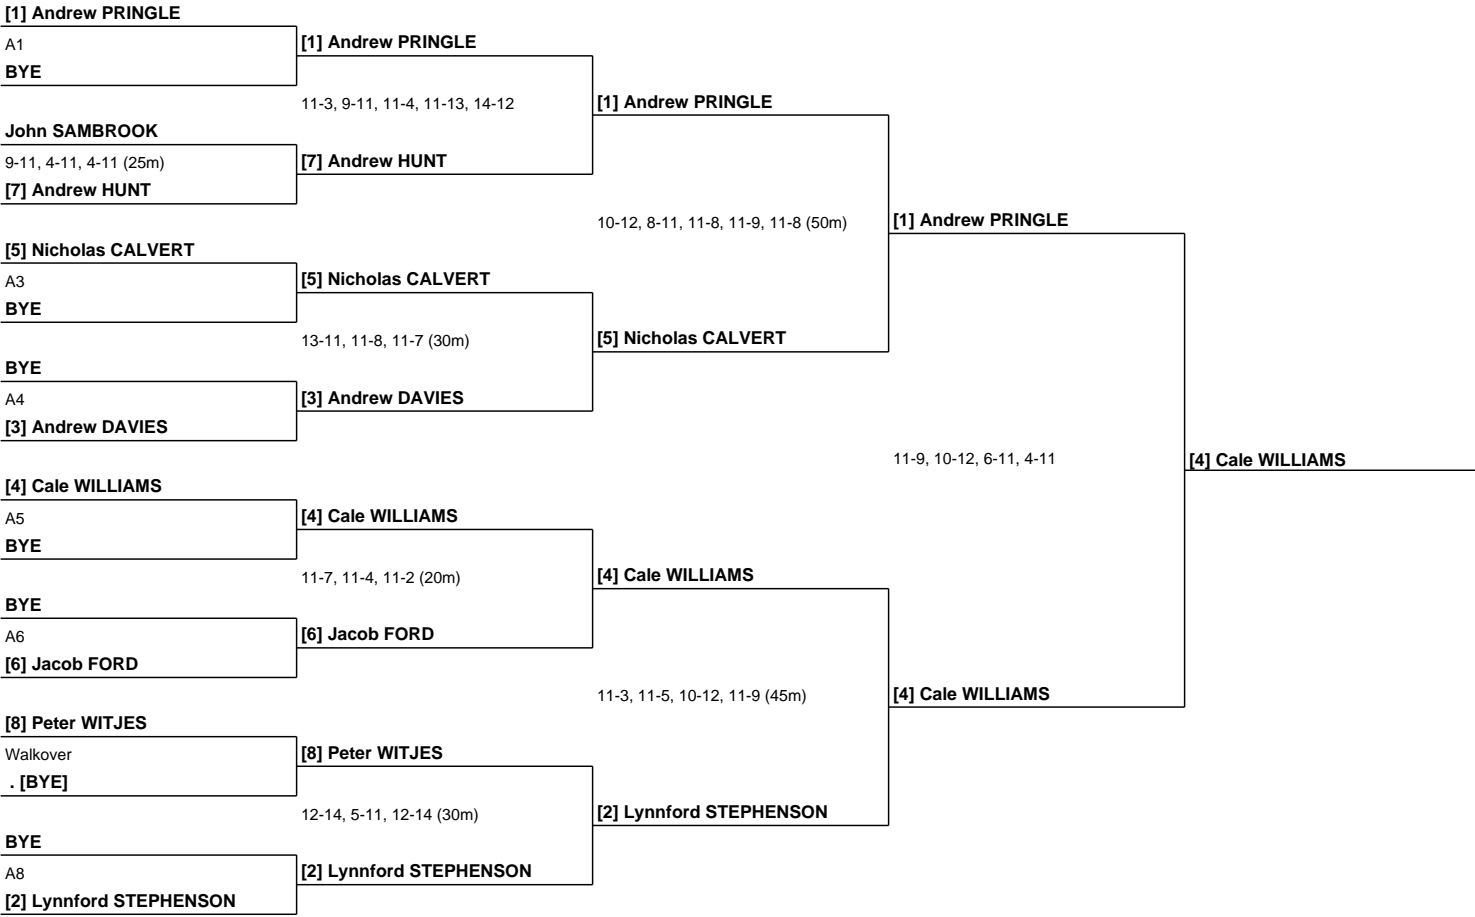 [1] Andrew PRINGLE
A1
BYE
John SAMBROOK
9-11, 4-11, 4-11 (25m)
[7] Andrew HUNT
[5] Nicholas CALVERT
A3
BYE
BYE
A4
[3] Andrew DAVIES
[4] Cale WILLIAMS
A5
BYE
BYE
A6
[6] Jacob FORD
[8] Peter WITJES
Walkover
. [BYE]
BYE
A8
[2] Lynnford STEPHENSON
[1] Andrew PRINGLE
11-3, 9-11, 11-4, 11-13, 14-12
[7] Andrew HUNT
[5] Nicholas CALVERT
13-11, 11-8, 11-7 (30m)
[3] Andrew DAVIES
[4] Cale WILLIAMS
11-7, 11-4, 11-2 (20m)
[6] Jacob FORD
[8] Peter WITJES
12-14, 5-11, 12-14 (30m)
[2] Lynnford STEPHENSON
[1] Andrew PRINGLE
10-12, 8-11, 11-8, 11-9, 11-8 (50m)
[5] Nicholas CALVERT
[4] Cale WILLIAMS
11-3, 11-5, 10-12, 11-9 (45m)
[2] Lynnford STEPHENSON
[1] Andrew PRINGLE
11-9, 10-12, 6-11, 4-11
[4] Cale WILLIAMS
[4] Cale WILLIAMS